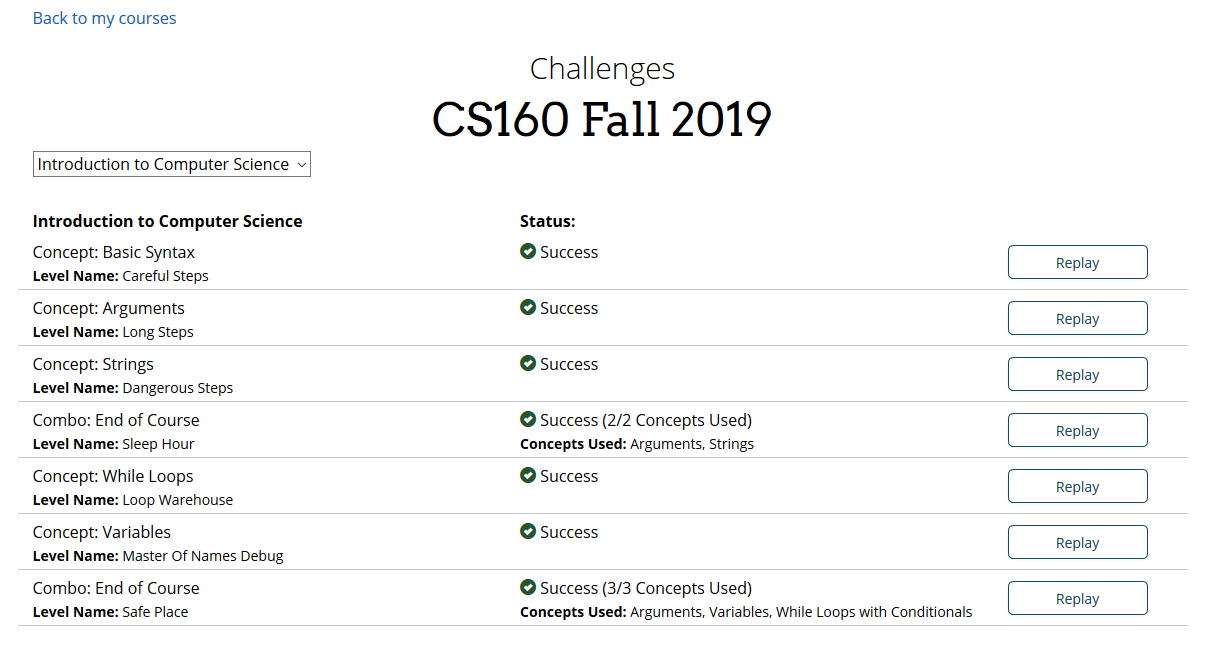 Back to my courses
Challenges
CS160 Fall 2019
Introduction to Computer Science
Introduction to Computer Science Status:
Concept: Basic Syntax Success
Level Name: Careful Steps Replay
Concept: Arguments Success
Level Name: Long Steps Replay
Concept: Strings Success
Level Name: Dangerous Steps Replay
Combo: End of Course Success (2/2 Concepts Used)
Level Name: Sleep Hour Concepts Used: Arguments, Strings Replay
Concept: While Loops Success
Level Name: Loop Warehouse Replay
Concept: Variables Success
Level Name: Master Of Names Debug Replay
Combo: End of Course Success (3/3 Concepts Used)
Level Name: Safe Place Concepts Used: Arguments, Variables, While Loops with Conditionals Replay